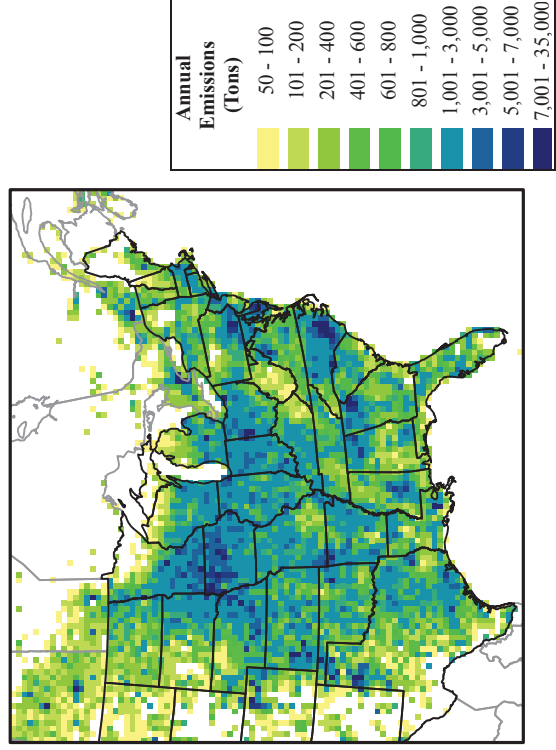 Annual
Emissions
(Tons)
50 - 100
101 - 200
201 - 400
401 - 600
601 - 800
801 - 1,000
1,001 - 3,000
3,001 - 5,000
5,001 - 7,000
7,001 - 35,000